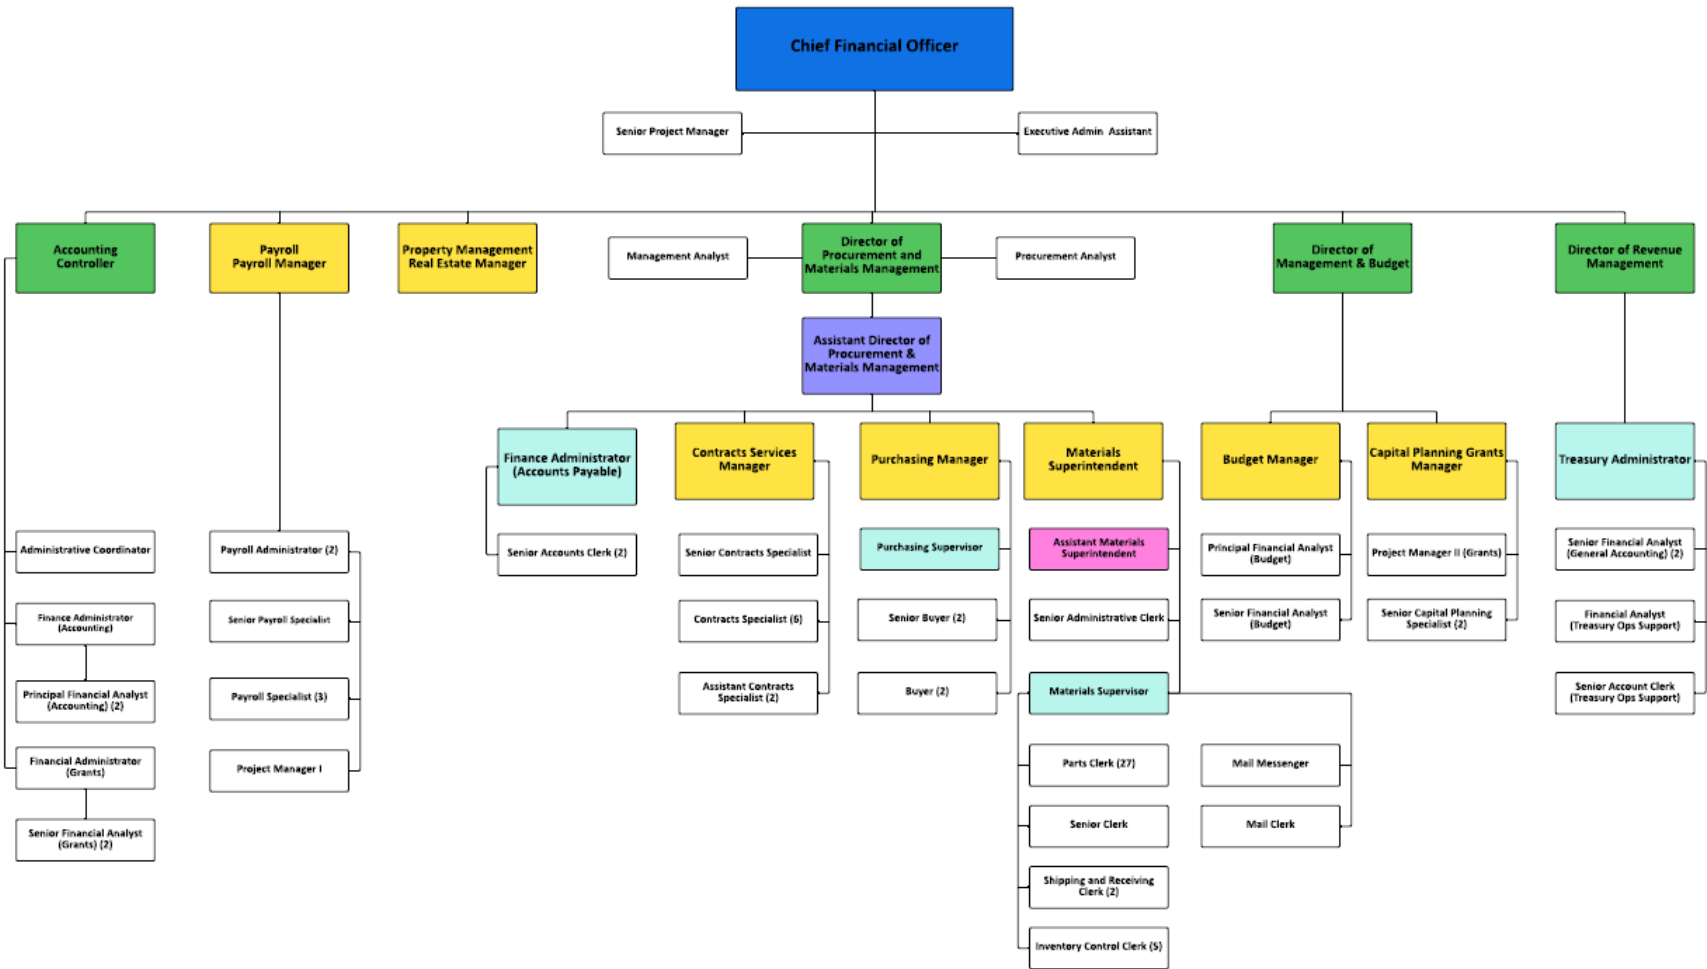 Chief Financial Officer
Senior Project Manager
Executive Admin  Assistant
Accounting
Controller
Payroll
Payroll Manager
Property Management
Real Estate Manager
Management Analyst
Director of
Procurement and
Materials Management
Procurement Analyst
Director of
Management & Budget
Director of Revenue
Management
Assistant Director of
Procurement &
Materials Management
Finance Administrator
(Accounts Payable)
Contracts Services
Manager
Purchasing Manager
Materials
Superintendent
Budget Manager
Capital Planning Grants
Manager
Treasury Administrator
Administrative Coordinator
Payroll Administrator (2)
Senior Accounts Clerk (2)
Senior Contracts Specialist
Purchasing Supervisor
Assistant Materials
Superintendent
Principal Financial Analyst
(Budget)
Project Manager II (Grants)
Senior Financial Analyst
(General Accounting) (2)
Finance Administrator
(Accounting)
Senior Payroll Specialist
Contracts Specialist (6)
Senior Buyer (2)
Senior Administrative Clerk
Senior Financial Analyst
(Budget)
Senior Capital Planning
Specialist (2)
Financial Analyst
(Treasury Ops Support)
Principal Financial Analyst
(Accounting) (2)
Payroll Specialist (3)
Assistant Contracts
Specialist (2)
Buyer (2)
Materials Supervisor
Senior Account Clerk
(Treasury Ops Support)
Financial Administrator
(Grants)
Project Manager I
Parts Clerk (27)
Mail Messenger
Senior Financial Analyst
(Grants) (2)
Senior Clerk
Mail Clerk
Shipping and Receiving
Clerk (2)
Inventory Control Clerk (5)